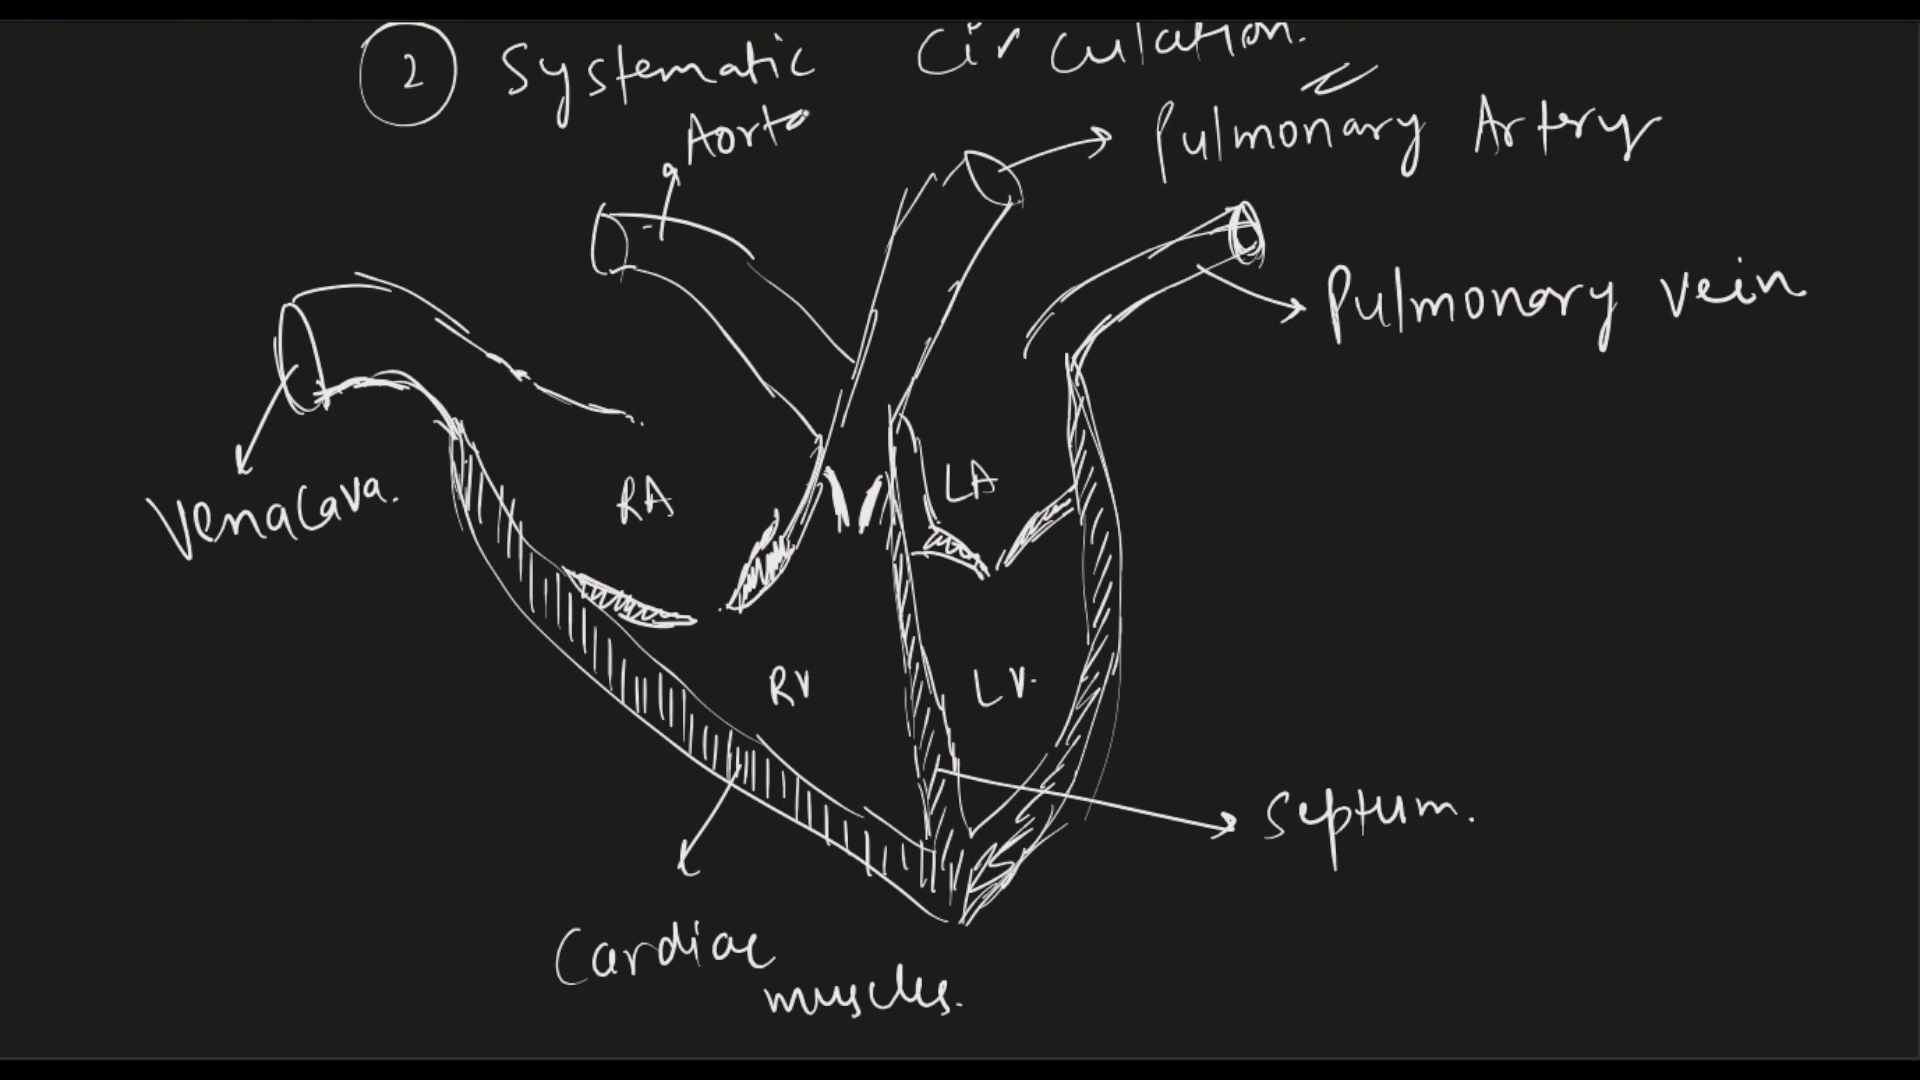 2 Systematic Circulation.
Aorta
Pulmonary Artery
Pulmonary vein
Venacava.
RA
LA
RV
LV.
Septum.
Cardiac
muscles.